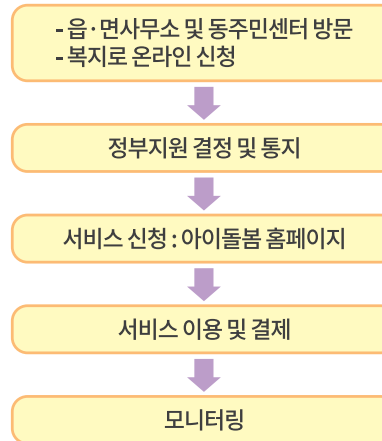 - 읍·면사무소 및 동주민센터 방문
- 복지로 온라인 신청
정부지원 결정 및 통지
서비스 신청 : 아이돌봄 홈페이지
서비스 이용 및 결제
모니터링